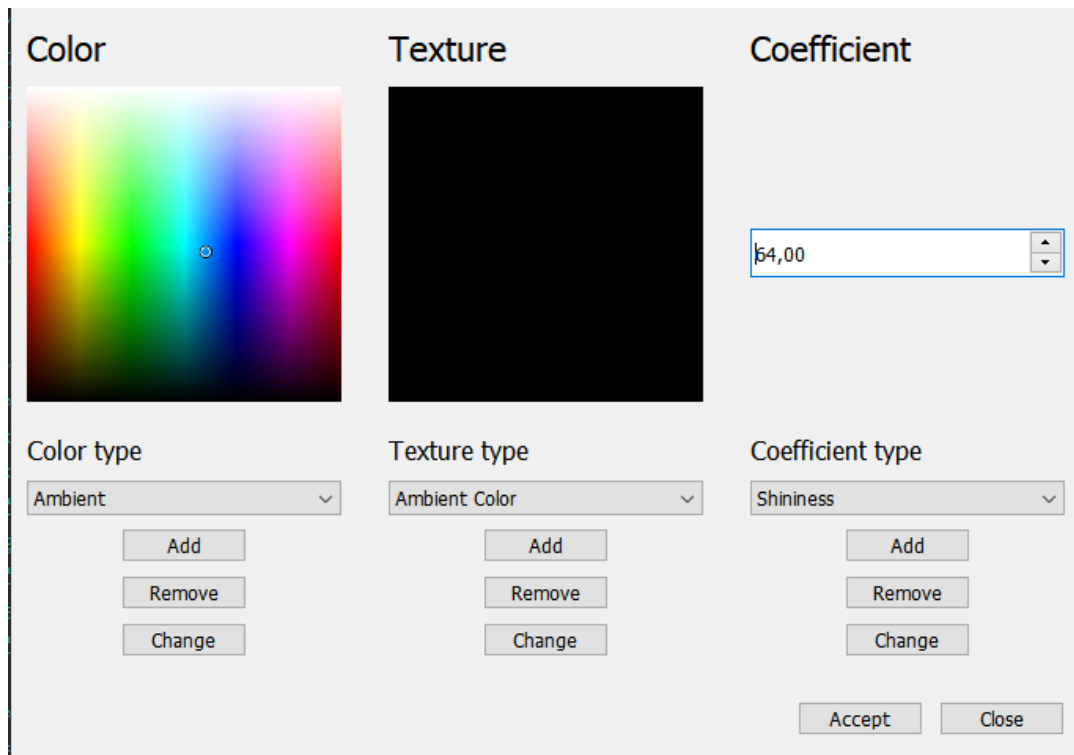 Color
Texture
Coefficient
64,00
Color type
Texture type
Coefficient type
Ambient
Ambient Color
Shininess
Add
Add
Add
Remove
Remove
Remove
Change
Change
Change
Accept
Close